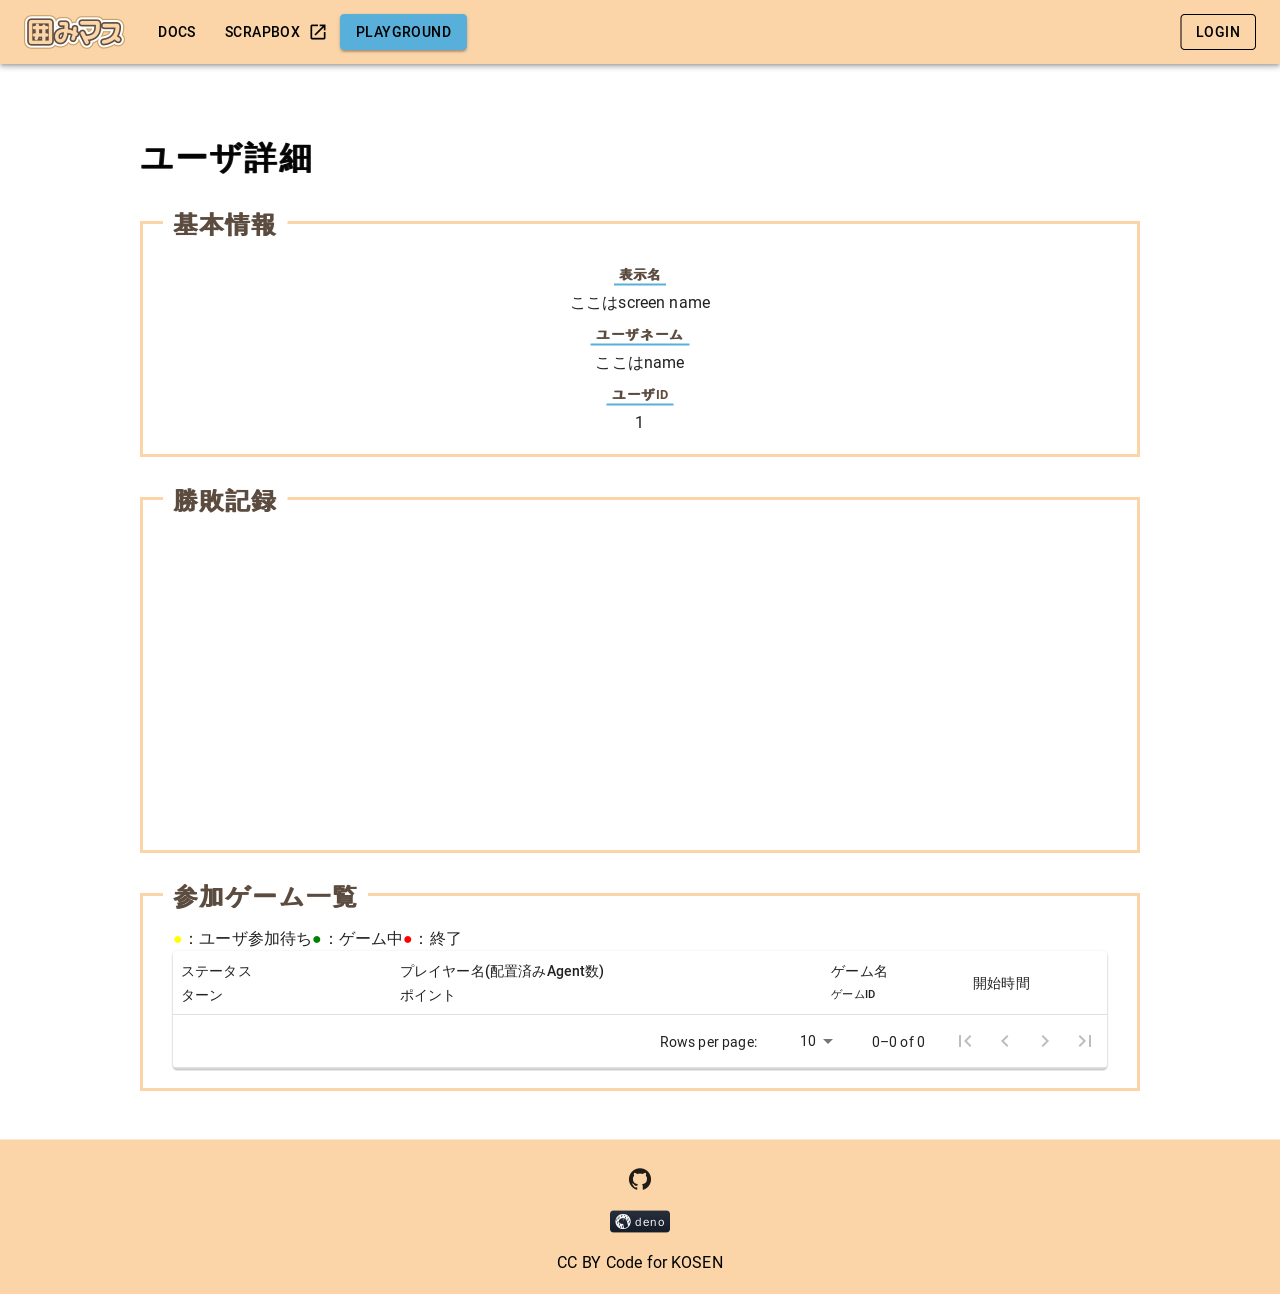 囲みマス
DOCS
SCRAPBOX
PLAYGROUND
LOGIN
ユーザ詳細
基本情報
表示名
ここはscreen name
ユーザネーム
ここはname
ユーザID
1
勝敗記録
参加ゲーム一覧
●：ユーザ参加待ち●：ゲーム中●：終了
ステータス
ターン
プレイヤー名(配置済みAgent数)
ポイント
ゲーム名
ゲームID
開始時間
Rows per page:
10
0–0 of 0
deno
CC BY Code for KOSEN